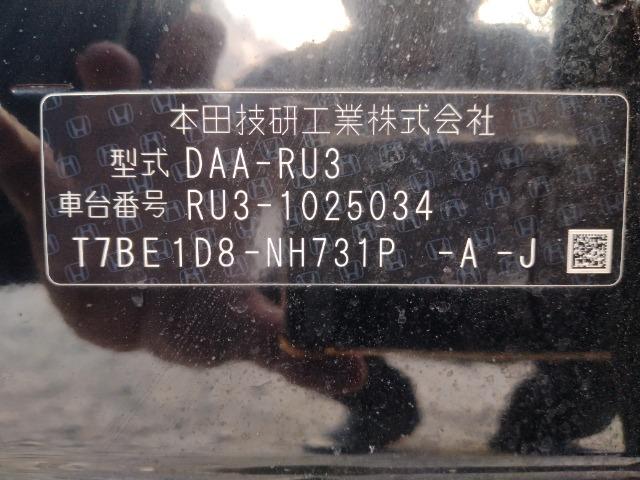 本田技研工業株式会社
型式 DAA-RU3
車台番号 RU3-1025034
T7BE1D8-NH731P -A -J